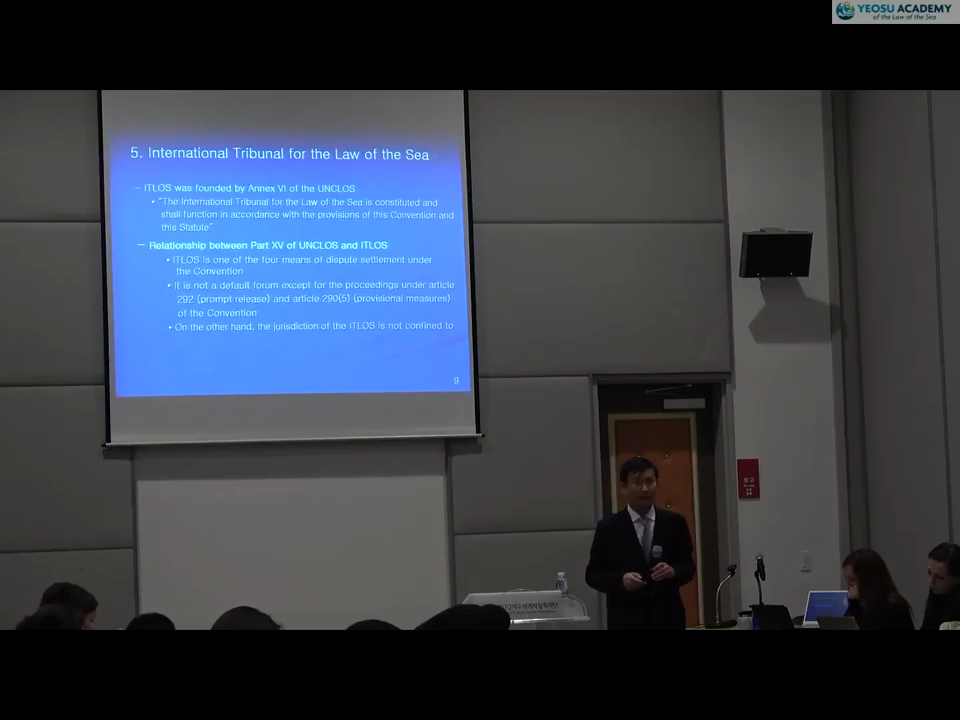 YEOSU ACADEMY
of the Law of the Sea
5. International Tribunal for the Law of the Sea
– ITLOS was founded by Annex VI of the UNCLOS
• "The International Tribunal for the Law of the Sea is constituted and
shall function in accordance with the provisions of this Convention and
this Statute"
– Relationship between Part XV of UNCLOS and ITLOS
• ITLOS is one of the four means of dispute settlement under
the Convention
• It is not a default forum except for the proceedings under article
292 (prompt release) and article 290(5) (provisional measures)
of the Convention
• On the other hand, the jurisdiction of the ITLOS is not confined to
9